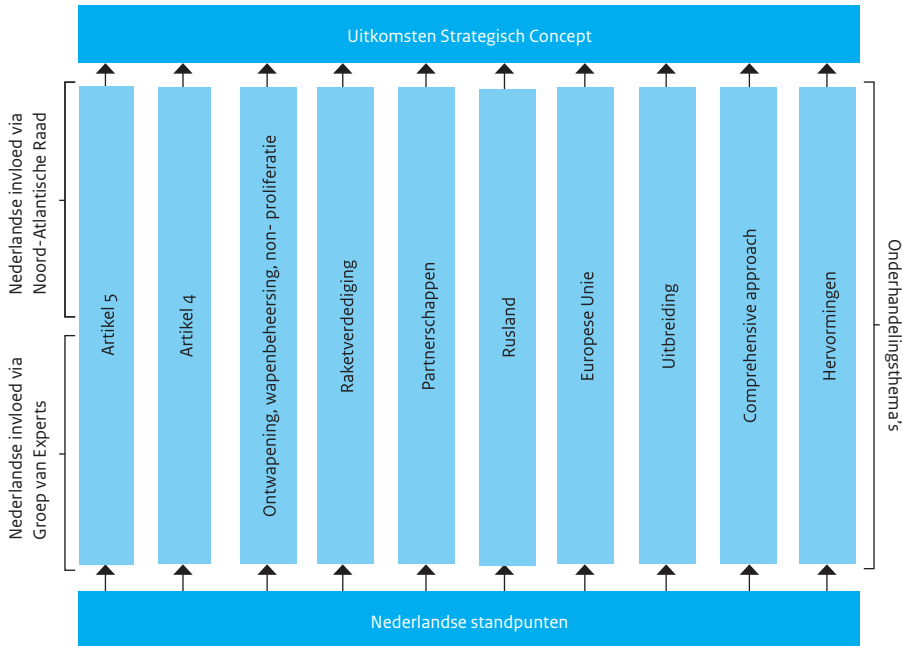 Uitkomsten Strategisch Concept
Nederlandse invloed via
Noord-Atlantische Raad
Nederlandse invloed via
Groep van Experts
Artikel 5
Artikel 4
Ontwapening, wapenbeheersing, non- proliferatie
Raketverdediging
Partnerschappen
Rusland
Europese Unie
Uitbreiding
Comprehensive approach
Hervormingen
Onderhandelingsthema's
Nederlandse standpunten